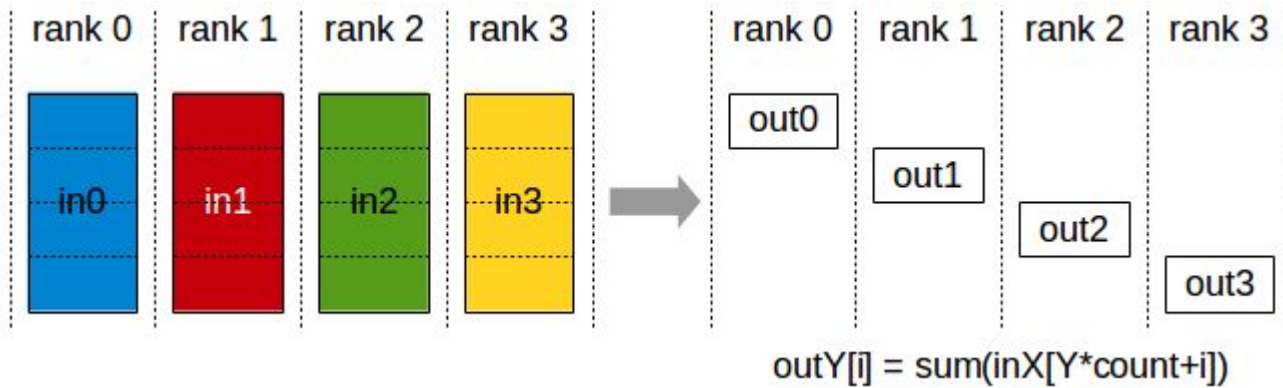 rank 0 rank 1 rank 2 rank 3 rank 0 rank 1 rank 2 rank 3
out0
out1
in0 in1 in2 in3
out2
out3
outY[i] = sum(inX[Y*count+i])